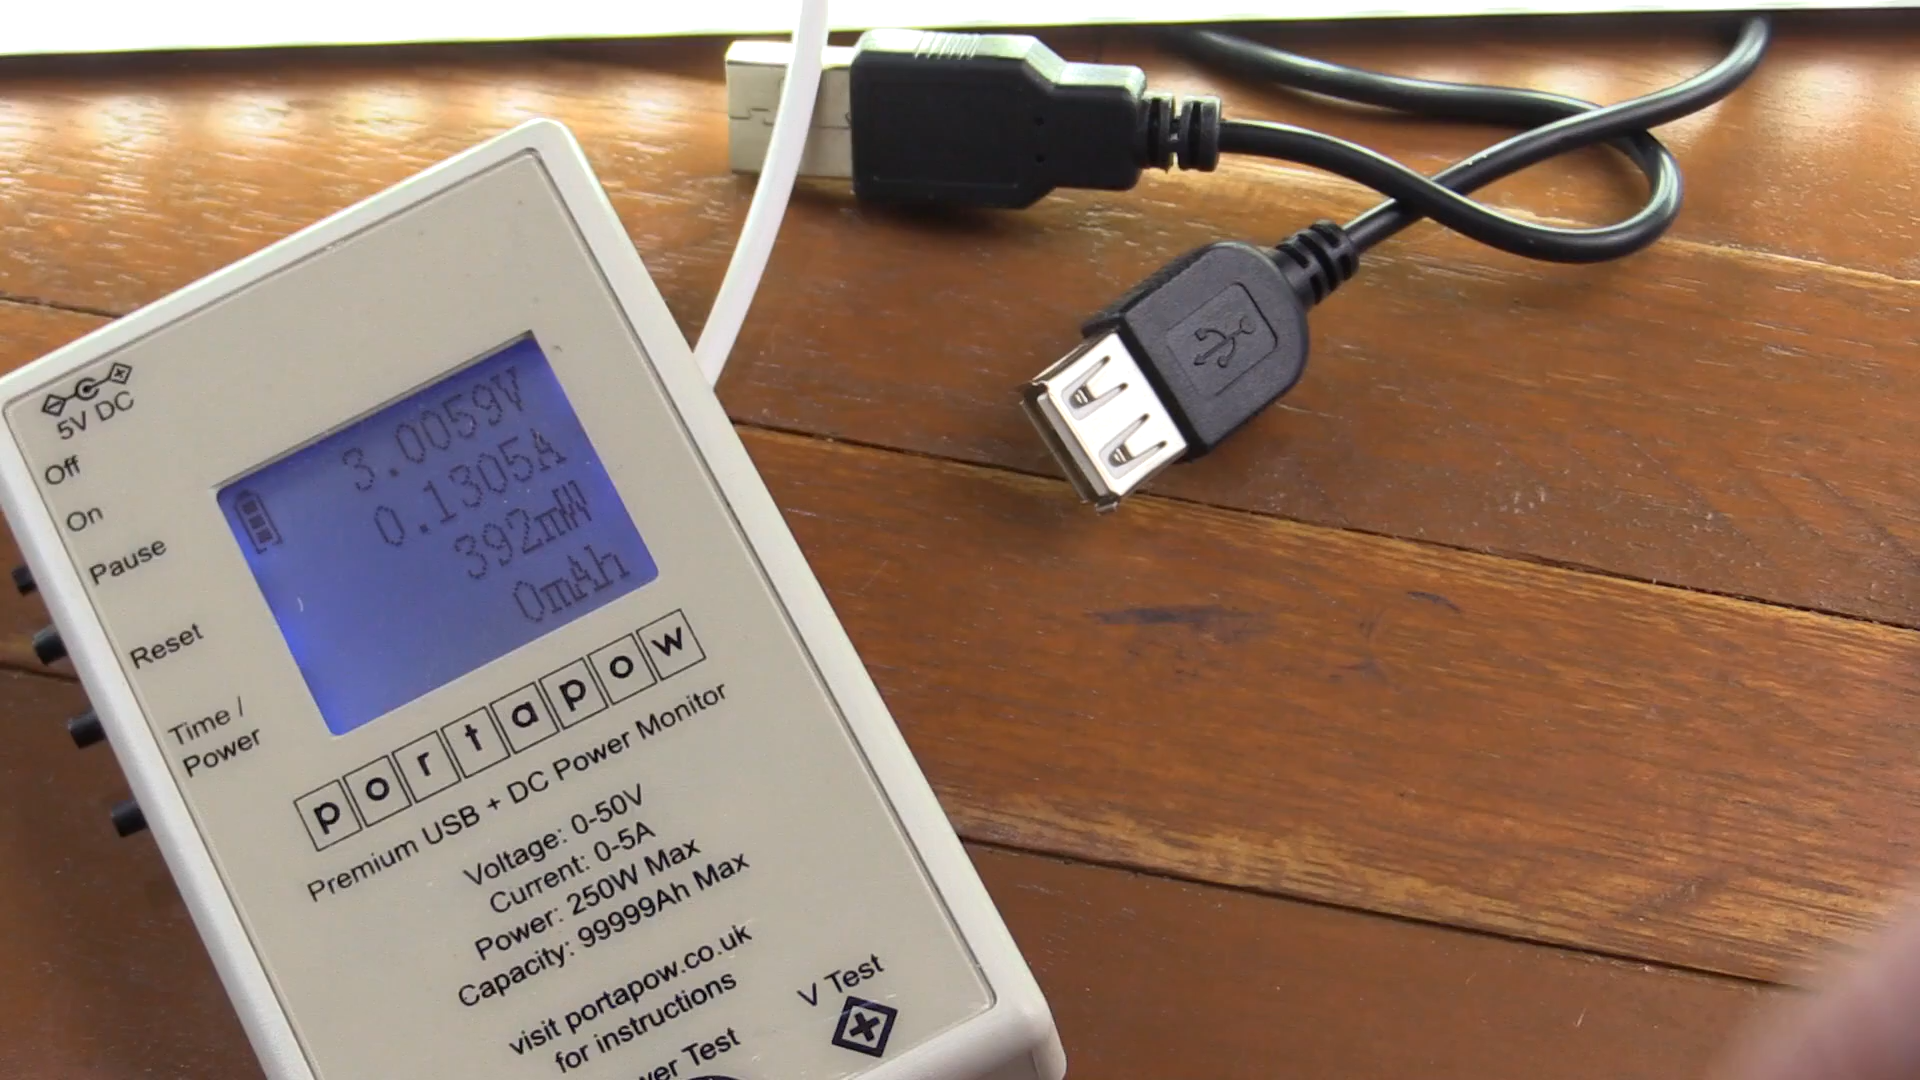 5V DC
Off
On
Pause
Reset
Time /
Power
3.0059V
0.1305A
392mW
0mAh
portapow
Premium USB + DC Power Monitor
Voltage: 0-50V
Current: 0-5A
Power: 250W Max
Capacity: 99999Ah Max
visit portapow.co.uk
for instructions
V Test
Test